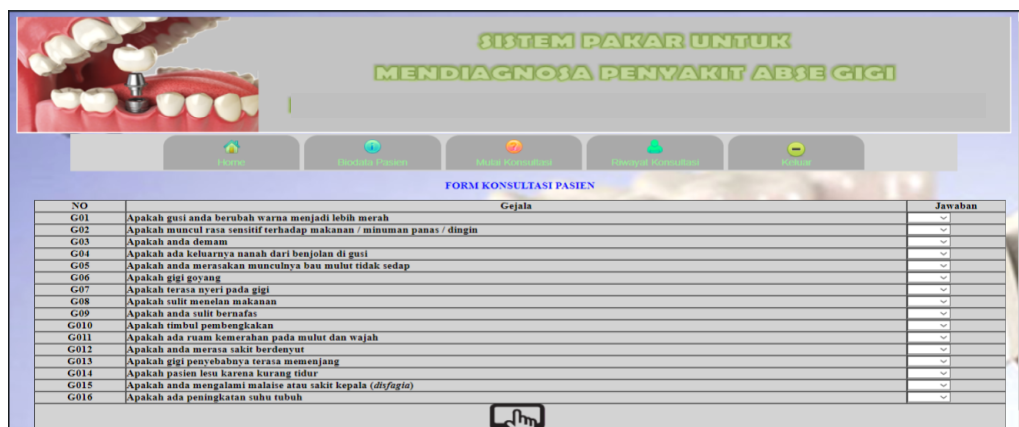 SISTEM PAKAR UNTUK
MENDIAGNOSA PENYAKIT ABSE GIGI
Home Biodata Pasien Mulai Konsultasi Riwayat Konsultasi Keluar
FORM KONSULTASI PASIEN
NO Gejala Jawaban
G01 Apakah gusi anda berubah warna menjadi lebih merah
G02 Apakah muncul rasa sensitif terhadap makanan / minuman panas / dingin
G03 Apakah anda demam
G04 Apakah ada keluarnya nanah dari benjolan di gusi
G05 Apakah anda merasakan munculnya bau mulut tidak sedap
G06 Apakah gigi goyang
G07 Apakah terasa nyeri pada gigi
G08 Apakah sulit menelan makanan
G09 Apakah anda sulit bernafas
G010 Apakah timbul pembengkakan
G011 Apakah ada ruam kemerahan pada mulut dan wajah
G012 Apakah anda merasa sakit berdenyut
G013 Apakah gigi penyebabnya terasa memenjang
G014 Apakah pasien lesu karena kurang tidur
G015 Apakah anda mengalami malaise atau sakit kepala (disfagia)
G016 Apakah ada peningkatan suhu tubuh